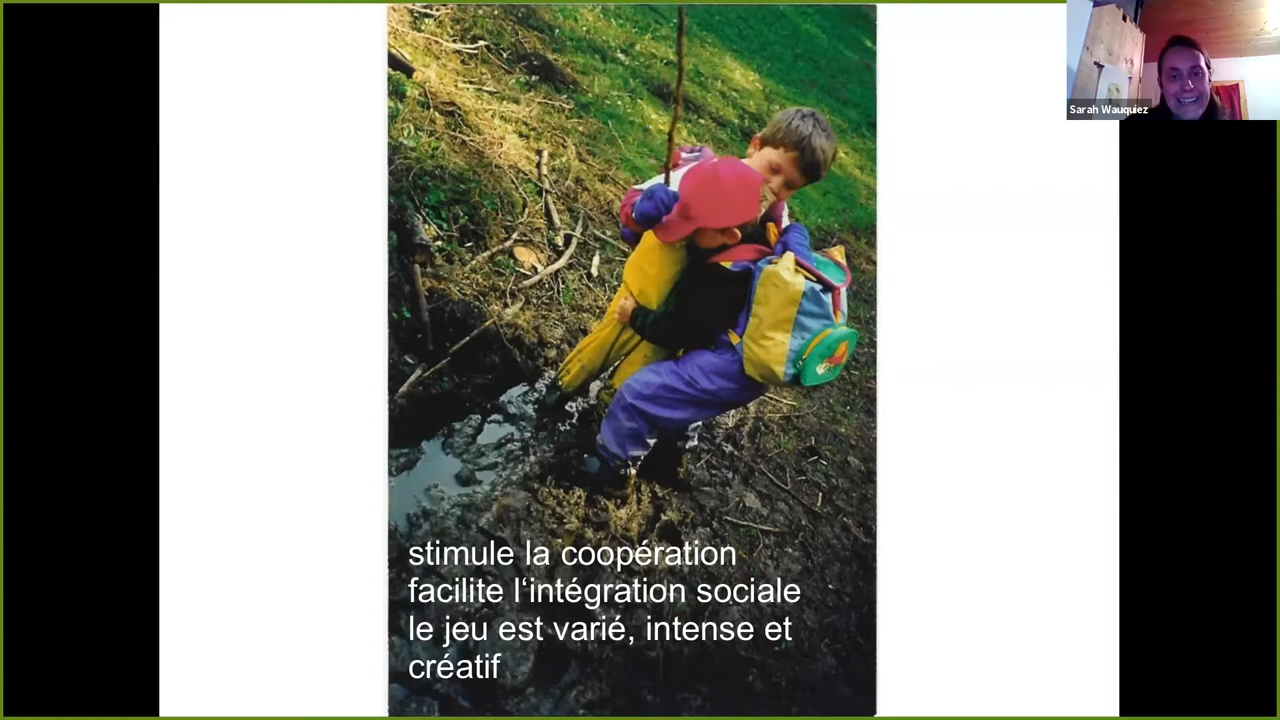 Sarah Wauquiez
stimule la coopération
facilite l‘intégration sociale
le jeu est varié, intense et
créatif